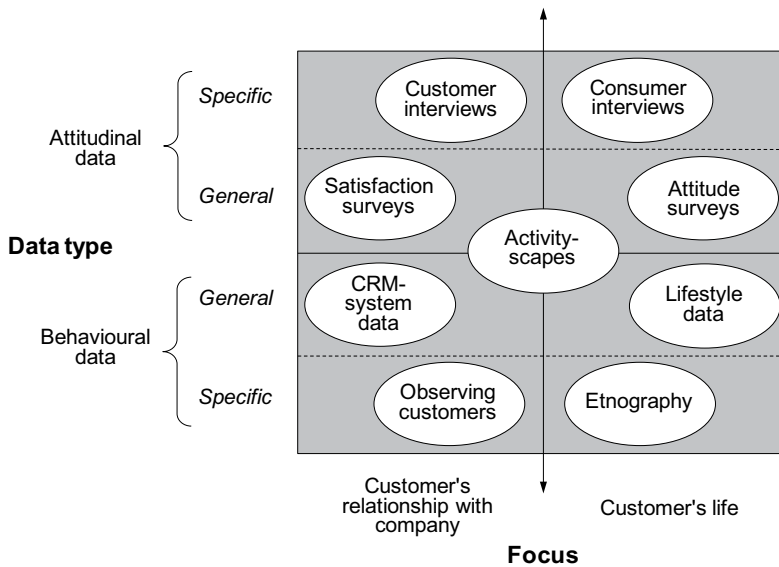 Specific
Customer
interviews
Consumer
interviews
Attitudinal
data
General
Satisfaction
surveys
Attitude
surveys
Data type
Activity-
scapes
General
CRM-
system
data
Lifestyle
data
Behavioural
data
Specific
Observing
customers
Etnography
Customer's
relationship with
company
Customer's life
Focus